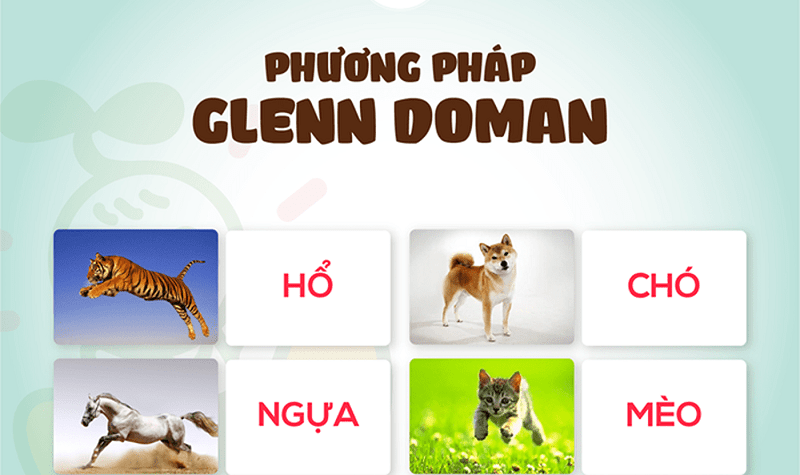 PHƯƠNG PHÁP
GLENN DOMAN
HỔ
CHÓ
NGỰA
MÈO